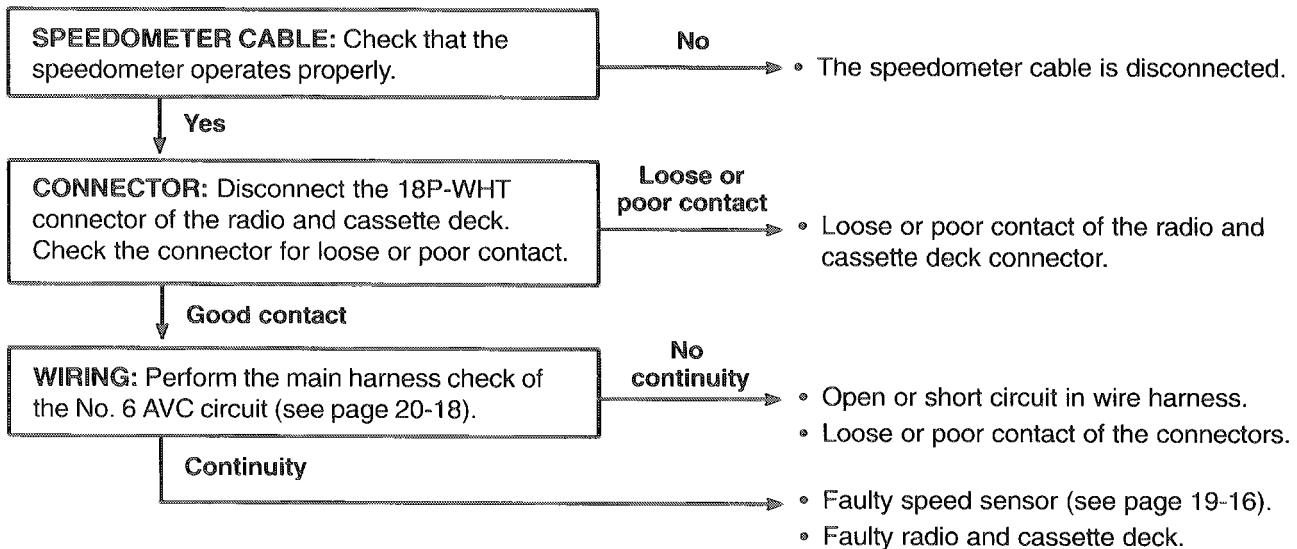 SPEEDOMETER CABLE: Check that the
speedometer operates properly.
No
• The speedometer cable is disconnected.
Yes
CONNECTOR: Disconnect the 18P-WHT
connector of the radio and cassette deck.
Check the connector for loose or poor contact.
Loose or
poor contact
• Loose or poor contact of the radio and
cassette deck connector.
Good contact
WIRING: Perform the main harness check of
the No. 6 AVC circuit (see page 20-18).
No
continuity
• Open or short circuit in wire harness.
• Loose or poor contact of the connectors.
Continuity
• Faulty speed sensor (see page 19-16).
• Faulty radio and cassette deck.